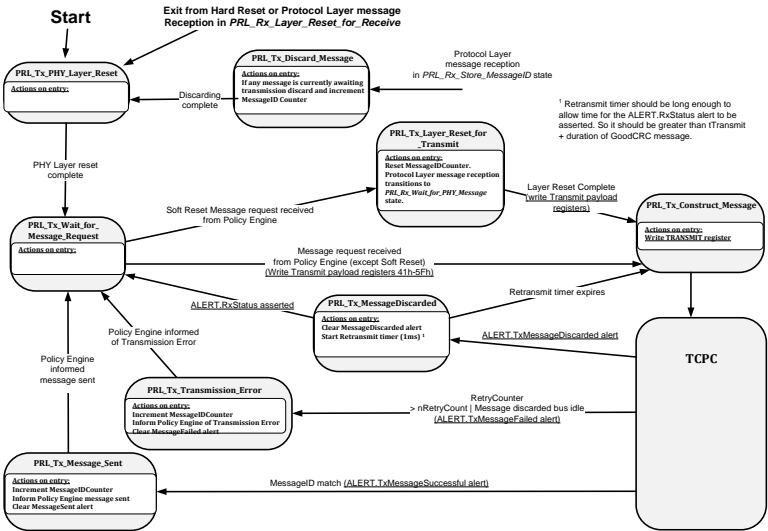 Start
Exit from Hard Reset or Protocol Layer message
Reception in PRL_Rx_Layer_Reset_for_Receive
PRL_Tx_PHY_Layer_Reset
Actions on entry:
PRL_Tx_Discard_Message
Actions on entry:
If any message is currently awaiting
transmission discard and increment
MessageID Counter
Discarding
complete
Protocol Layer
message reception
in PRL_Rx_Store_MessageID state
1 Retransmit timer should be long enough to
allow time for the ALERT.RxStatus alert to be
asserted. So it should be greater than tTransmit
+ duration of GoodCRC message.
PHY Layer reset
complete
PRL_Tx_Layer_Reset_for
_Transmit
Actions on entry:
Reset MessageIDCounter.
Protocol Layer message reception
transitions to
PRL_Rx_Wait_for_PHY_Message
state.
Soft Reset Message request received
from Policy Engine
Layer Reset Complete
(write Transmit payload
registers)
PRL_Tx_Construct_Message
Actions on entry:
Write TRANSMIT register
PRL_Tx_Wait_for_
Message_Request
Actions on entry:
Message request received
from Policy Engine (except Soft Reset)
(Write Transmit payload registers 41h-5Fh)
ALERT.RxStatus asserted
PRL_Tx_MessageDiscarded
Actions on entry:
Clear MessageDiscarded alert
Start Retransmit timer (1ms) 1
Retransmit timer expires
ALERT.TxMessageDiscarded alert
TCPC
Policy Engine informed
of Transmission Error
Policy Engine
informed
message sent
PRL_Tx_Transmission_Error
Actions on entry:
Increment MessageIDCounter
Inform Policy Engine of Transmission Error
Clear MessageFailed alert
RetryCounter
> nRetryCount | Message discarded bus idle
(ALERT.TxMessageFailed alert)
PRL_Tx_Message_Sent
Actions on entry:
Increment MessageIDCounter
Inform Policy Engine message sent
Clear MessageSent alert
MessageID match (ALERT.TxMessageSuccessful alert)